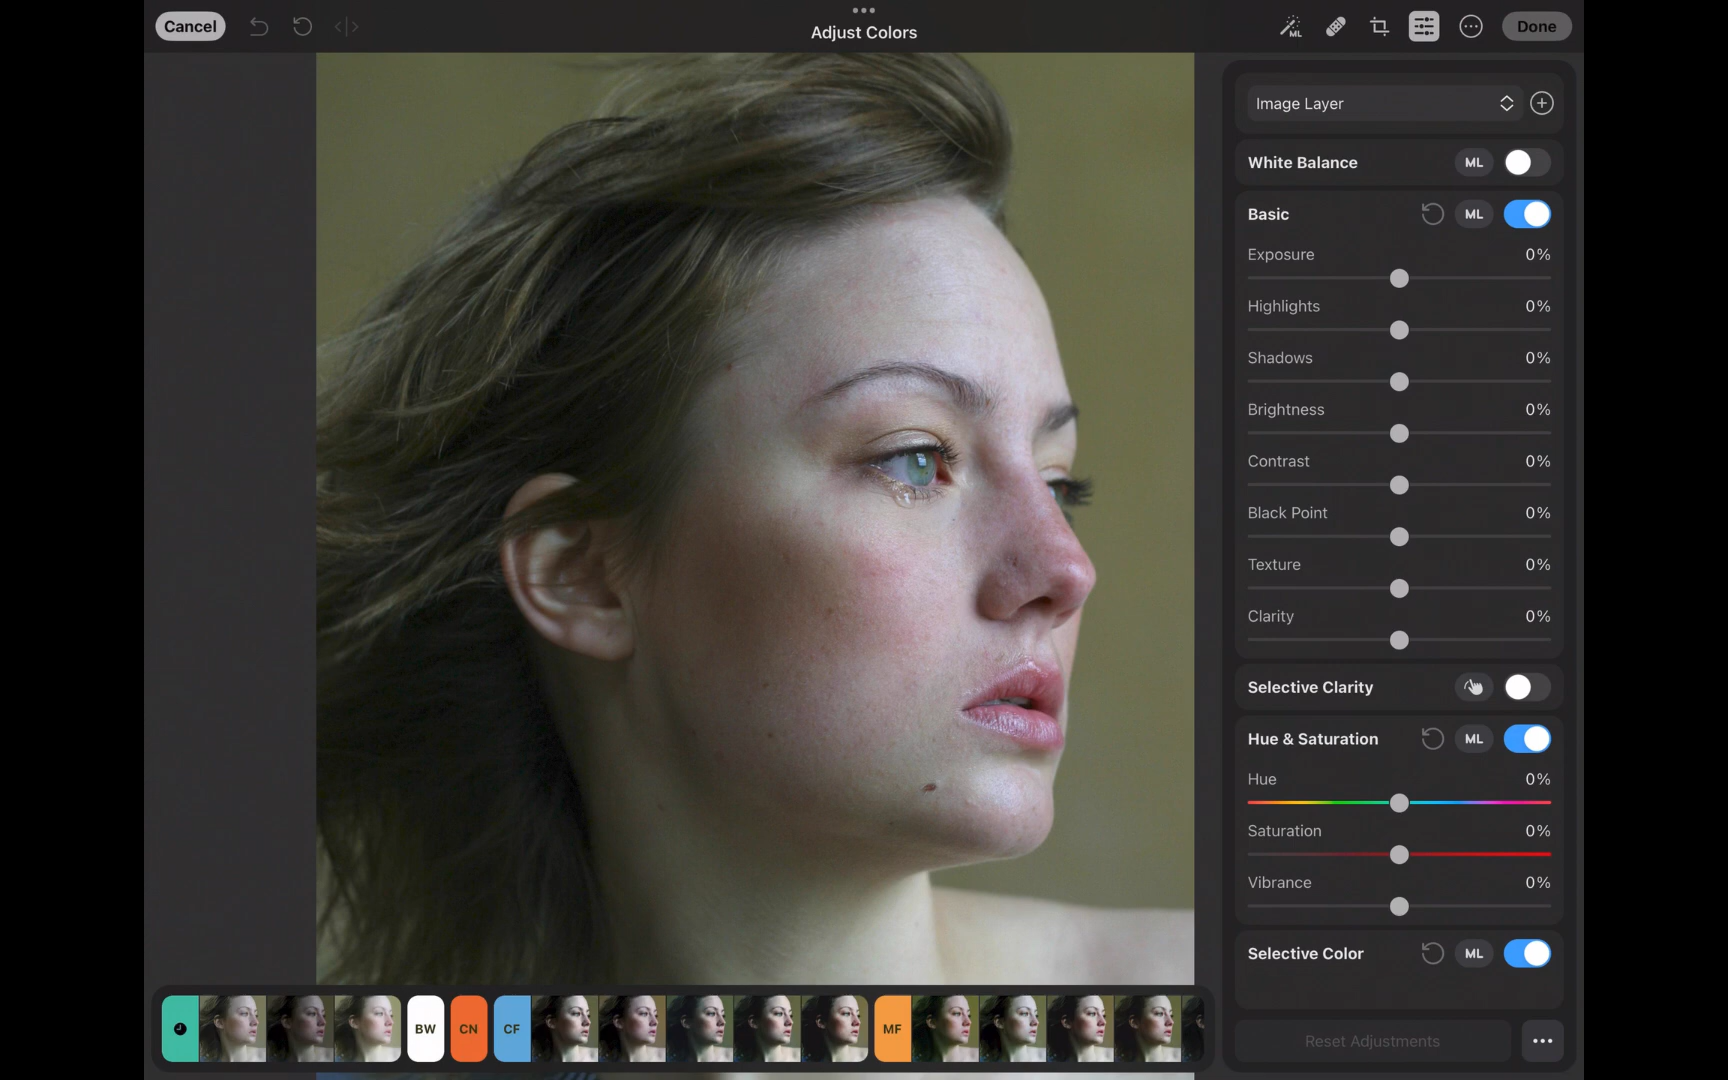 Cancel
Adjust Colors
ML
Done
Image Layer
White Balance ML
Basic ML
Exposure 0%
Highlights 0%
Shadows 0%
Brightness 0%
Contrast 0%
Black Point 0%
Texture 0%
Clarity 0%
Selective Clarity
Hue & Saturation ML
Hue 0%
Saturation 0%
Vibrance 0%
Selective Color ML
BW CN CF MF
Reset Adjustments